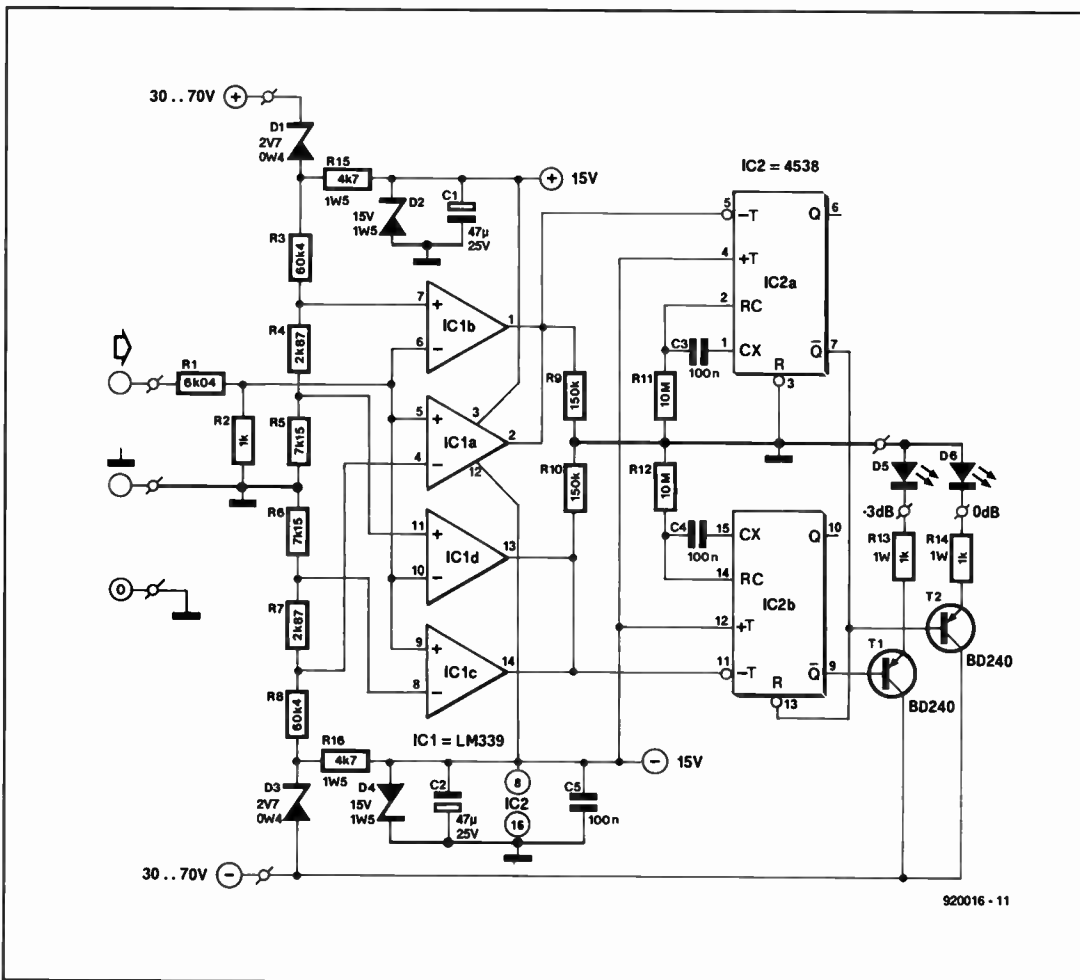 30 . . 70V +
D1
2V7
0W4
R15
4k7
1W5
+ 15V
D2
15V
1W5
C1
47µ
25V
R3
60k4
R4
2k87
R5
7k15
R6
7k15
R7
2k87
R8
60k4
R1
6k04
R2
1k
0
7 +
6 −
IC1b
1
5 +
4 −
IC1a
3
12
2
11 +
10 −
IC1d
13
9 +
8 −
IC1c
14
IC1 = LM339
R9
150k
R10
150k
IC2 = 4538
5 −T
Q 6
4 +T
IC2a
2 RC
C3
100n
1 CX
Q 7
R
3
R11
10M
R12
10M
C4
100n
15 CX
Q 10
14 RC
IC2b
12 +T
11 −T
Q 9
R
13
D5
D6
-3dB
0dB
R13
1W
1k
R14
1W
1k
T2
T1
BD240
BD240
R16
4k7
1W5
− 15V
D3
2V7
0W4
D4
15V
1W5
C2
47µ
25V
8
IC2
16
C5
100n
30 . . 70V −
920016 - 11